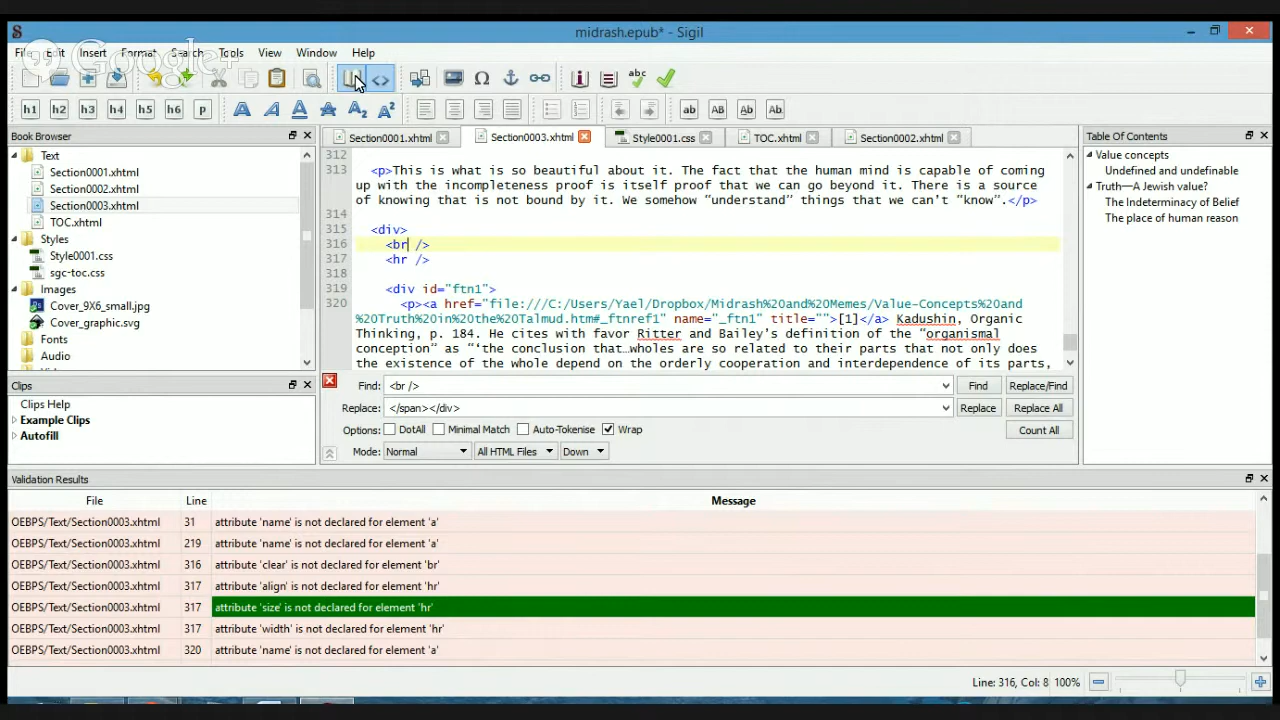 midrash.epub* - Sigil
File Edit Insert Format Search Tools View Window Help
Google+
h1 h2 h3 h4 h5 h6 p
Book Browser
Text
Section0001.xhtml
Section0002.xhtml
Section0003.xhtml
TOC.xhtml
Styles
Style0001.css
sgc-toc.css
Images
Cover_9X6_small.jpg
Cover_graphic.svg
Fonts
Audio
Clips
Clips Help
Example Clips
Autofill
Section0001.xhtml Section0003.xhtml Style0001.css TOC.xhtml Section0002.xhtml
312
313 <p>This is what is so beautiful about it. The fact that the human mind is capable of coming
up with the incompleteness proof is itself proof that we can go beyond it. There is a source
of knowing that is not bound by it. We somehow “understand” things that we can’t “know”.</p>
314
315 <div>
316 <br />
317 <hr />
318
319 <div id="ftn1">
320 <p><a href="file:///C:/Users/Yael/Dropbox/Midrash%20and%20Memes/Value-Concepts%20and
%20Truth%20in%20the%20Talmud.htm#_ftnref1" name="_ftn1" title="">[1]</a> Kadushin, Organic
Thinking, p. 184. He cites with favor Ritter and Bailey’s definition of the “organismal
conception” as “‘the conclusion that…wholes are so related to their parts that not only does
the existence of the whole depend on the orderly cooperation and interdependence of its parts,
Find: <br /> Find Replace/Find
Replace: </span></div> Replace Replace All
Options: DotAll Minimal Match Auto-Tokenise Wrap Count All
Mode: Normal All HTML Files Down
Table Of Contents
Value concepts
Undefined and undefinable
Truth—A Jewish value?
The Indeterminacy of Belief
The place of human reason
Validation Results
File Line Message
OEBPS/Text/Section0003.xhtml 31 attribute 'name' is not declared for element 'a'
OEBPS/Text/Section0003.xhtml 219 attribute 'name' is not declared for element 'a'
OEBPS/Text/Section0003.xhtml 316 attribute 'clear' is not declared for element 'br'
OEBPS/Text/Section0003.xhtml 317 attribute 'align' is not declared for element 'hr'
OEBPS/Text/Section0003.xhtml 317 attribute 'size' is not declared for element 'hr'
OEBPS/Text/Section0003.xhtml 317 attribute 'width' is not declared for element 'hr'
OEBPS/Text/Section0003.xhtml 320 attribute 'name' is not declared for element 'a'
Line: 316, Col: 8 100%